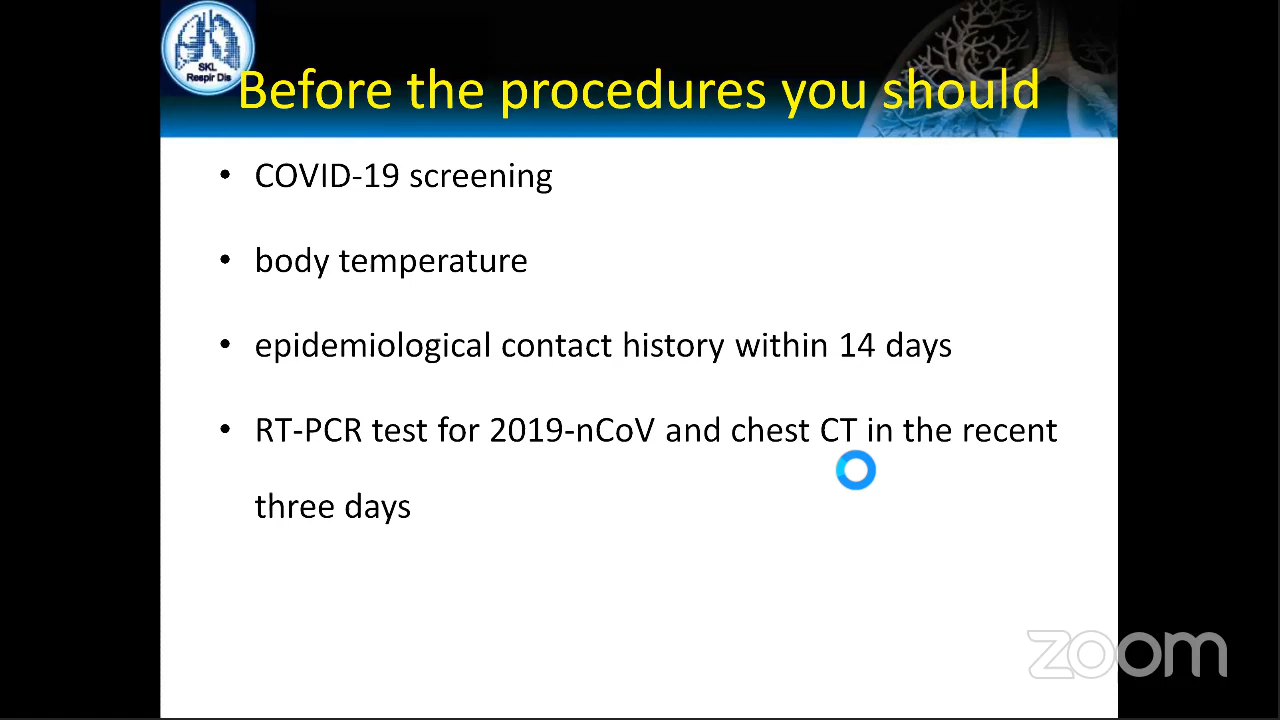 SKL
Respir Dis
Before the procedures you should
• COVID-19 screening
• body temperature
• epidemiological contact history within 14 days
• RT-PCR test for 2019-nCoV and chest CT in the recent
three days
zoom